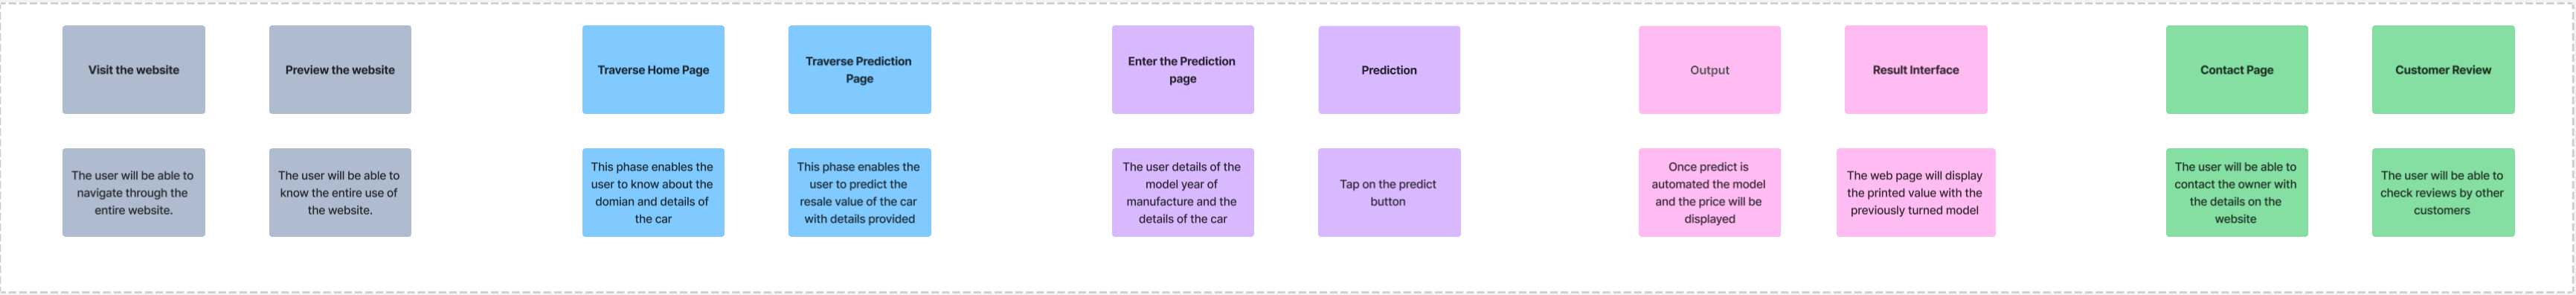 Visit the website
Preview the website
Traverse Home Page
Traverse Prediction
Page
Enter the Prediction
page
Prediction
Output
Result Interface
Contact Page
Customer Review
The user will be able to
navigate through the
entire website.
The user will be able to
know the entire use of
the website.
This phase enables the
user to know about the
domian and details of
the car
This phase enables the
user to predict the
resale value of the car
with details provided
The user details of the
model year of
manufacture and the
details of the car
Tap on the predict
button
Once predict is
automated the model
and the price will be
displayed
The web page will display
the printed value with the
previously turned model
The user will be able to
contact the owner with
the details on the
website
The user will be able to
check reviews by other
customers